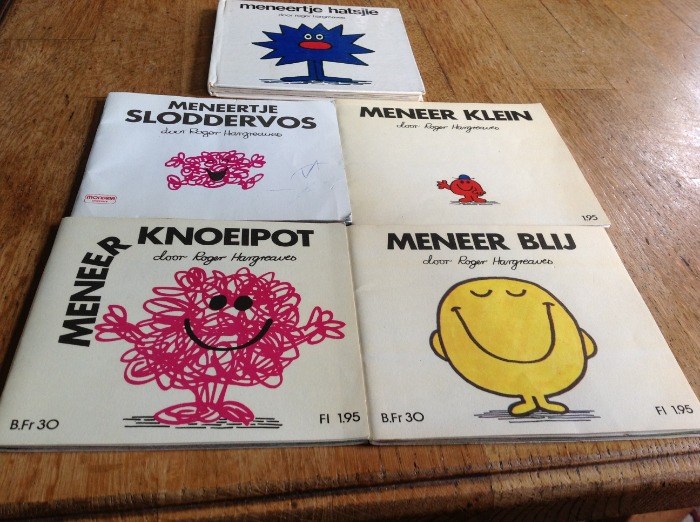 meneertje hatsjie
door Roger Hargreaves
MENEERTJE
SLODDERVOS
door Roger Hargreaves
MENEER KLEIN
door Roger Hargreaves
1.95
MENEER KNOEIPOT
door Roger Hargreaves
B.Fr 30
Fl 1.95
MENEER BLIJ
door Roger Hargreaves
B.Fr 30
Fl 1.95